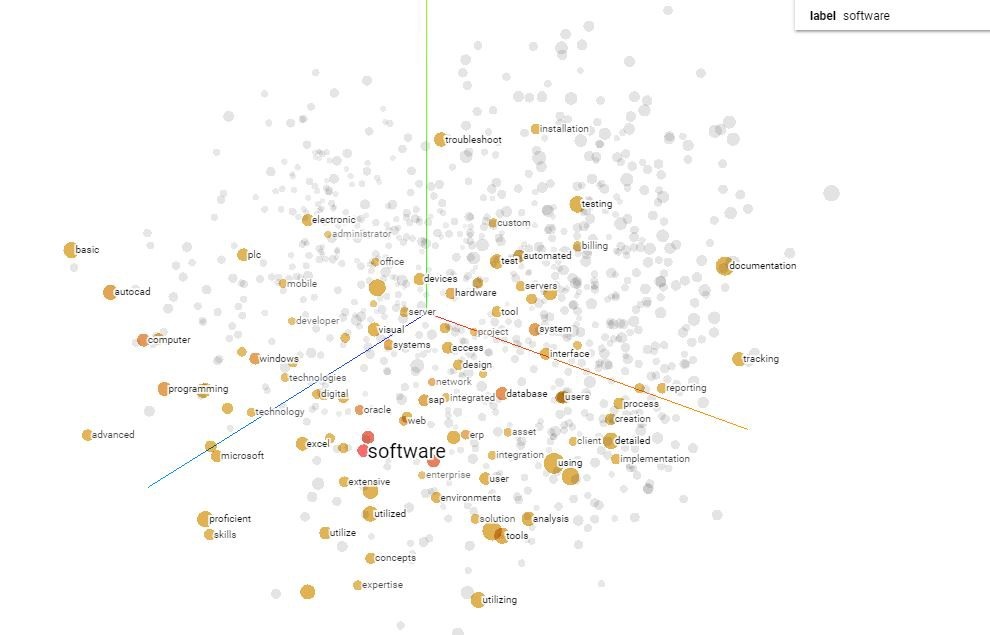 label software
installation
troubleshoot
testing
electronic
custom
administrator
billing
basic
plc
automated
office
test
documentation
devices
mobile
servers
autocad
hardware
server
tool
developer
visual
system
project
computer
systems
access
interface
windows
tracking
design
technologies
network
programming
reporting
digital
database
integrated
users
sap
process
oracle
technology
web
creation
asset
advanced
erp
excel
client
detailed
software
microsoft
integration
implementation
using
enterprise
user
extensive
environments
utilized
proficient
solution
analysis
skills
utilize
tools
concepts
expertise
utilizing